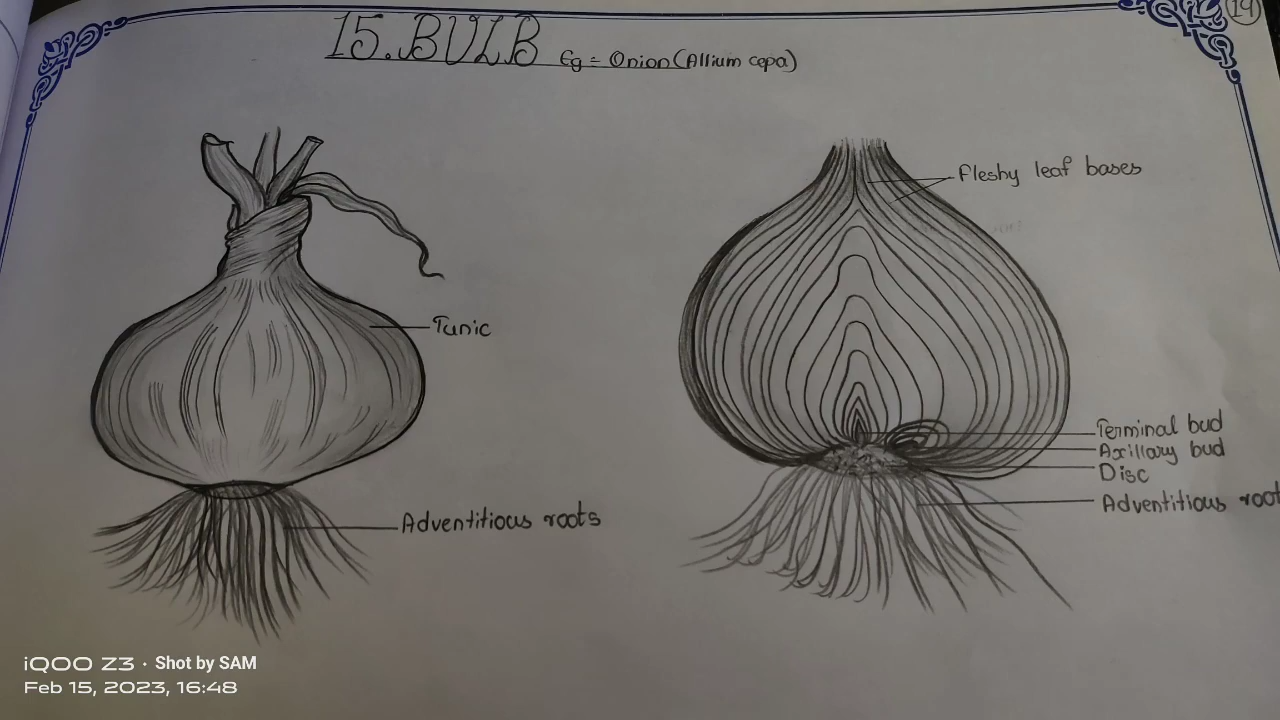 19
15. BULB Eg = Onion (Allium cepa)
Fleshy leaf bases
Tunic
Terminal bud
Axillary bud
Disc
Adventitious root
Adventitious roots
iQOO Z3 · Shot by SAM
Feb 15, 2023, 16:48